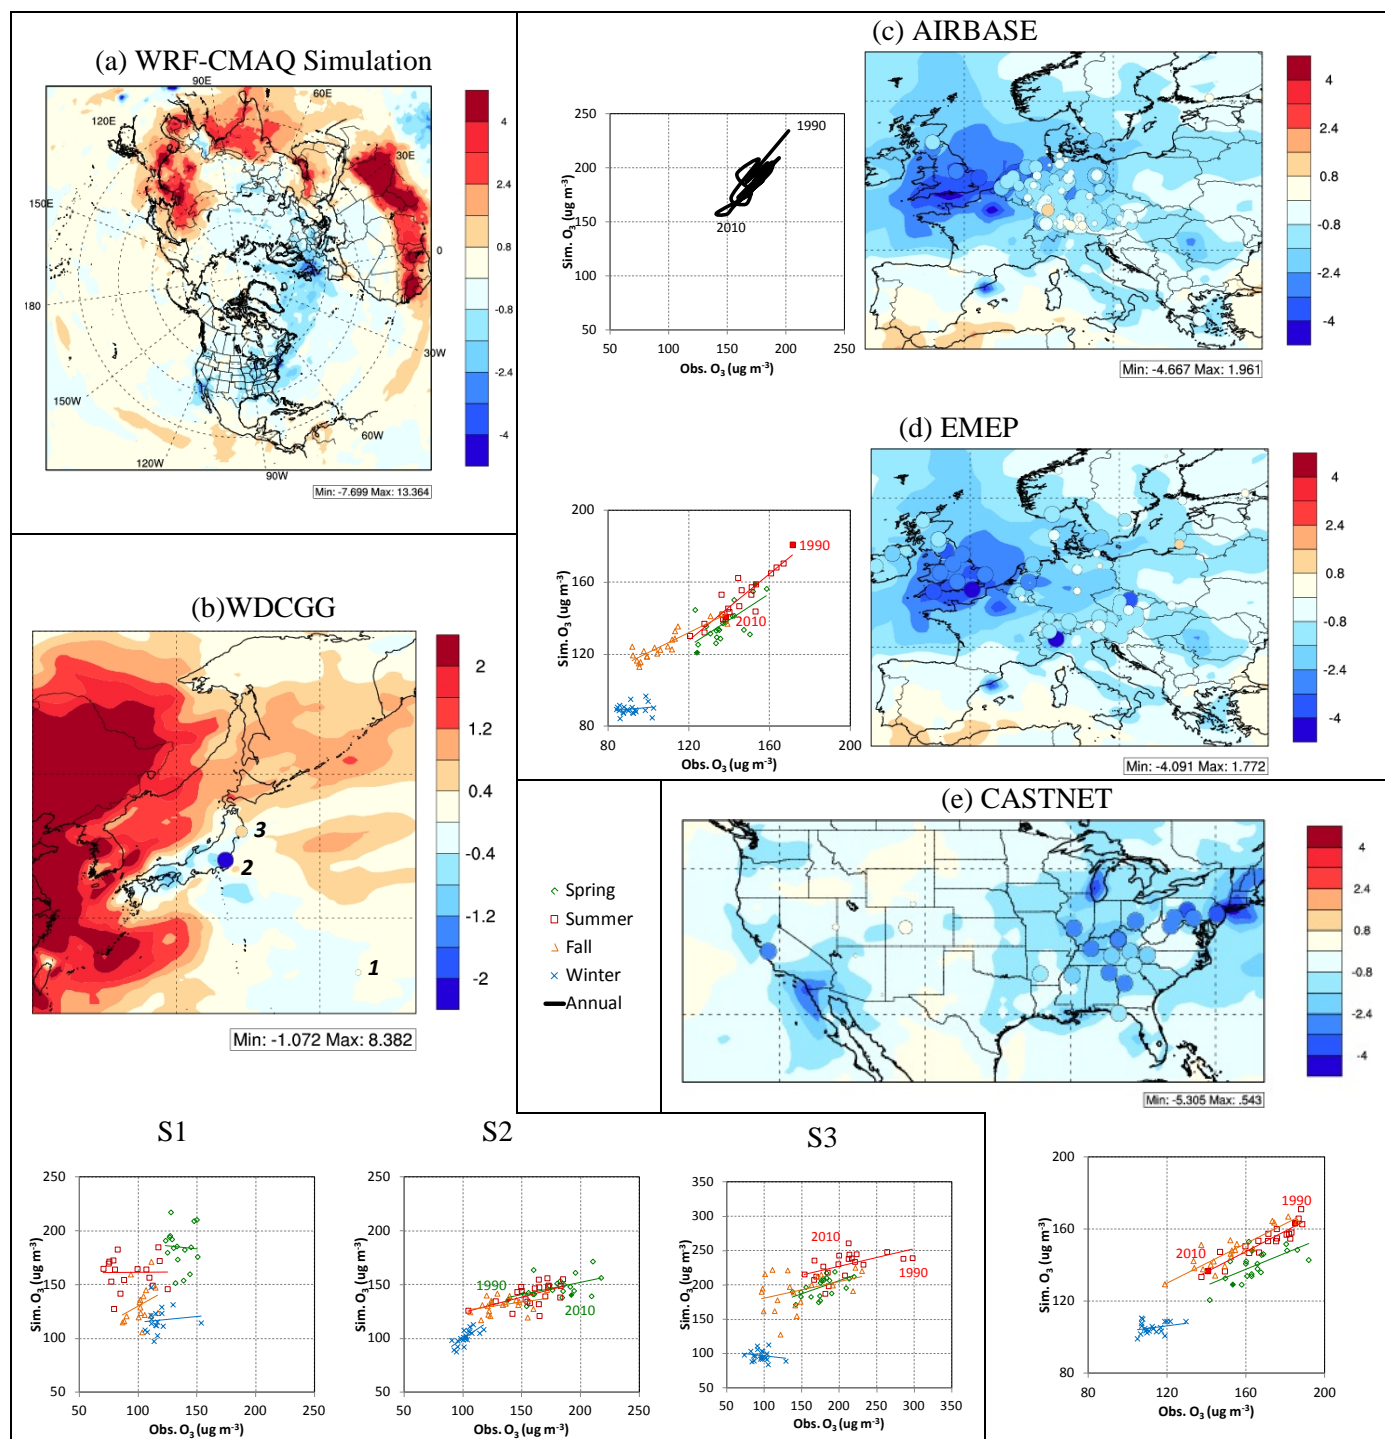 (a) WRF-CMAQ Simulation
90E
60E
120E
30E
150E
0
180
30W
150W
60W
120W
90W
4
2.4
0.8
-0.8
-2.4
-4
Min: -7.699 Max: 13.364
(b)WDCGG
3
2
1
2
1.2
0.4
-0.4
-1.2
-2
Min: -1.072 Max: 8.382
(c) AIRBASE
250
200
150
100
50
50 100 150 200 250
1990
2010
Sim. O3 (ug m-3)
Obs. O3 (ug m-3)
4
2.4
0.8
-0.8
-2.4
-4
Min: -4.667 Max: 1.961
(d) EMEP
200
160
120
80
80 120 160 200
1990
2010
Sim. O3 (ug m-3)
Obs. O3 (ug m-3)
4
2.4
0.8
-0.8
-2.4
-4
Min: -4.091 Max: 1.772
Spring
Summer
Fall
Winter
Annual
(e) CASTNET
4
2.4
0.8
-0.8
-2.4
-4
Min: -5.305 Max: .543
S1
250
200
150
100
50
50 100 150 200 250
Sim. O3 (ug m-3)
Obs. O3 (ug m-3)
S2
250
200
150
100
50
50 100 150 200 250
1990
2010
Sim. O3 (ug m-3)
Obs. O3 (ug m-3)
S3
350
300
250
200
150
100
50
50 100 150 200 250 300 350
2010
1990
Sim. O3 (ug m-3)
Obs. O3 (ug m-3)
200
160
120
80
80 120 160 200
1990
2010
Sim. O3 (ug m-3)
Obs. O3 (ug m-3)